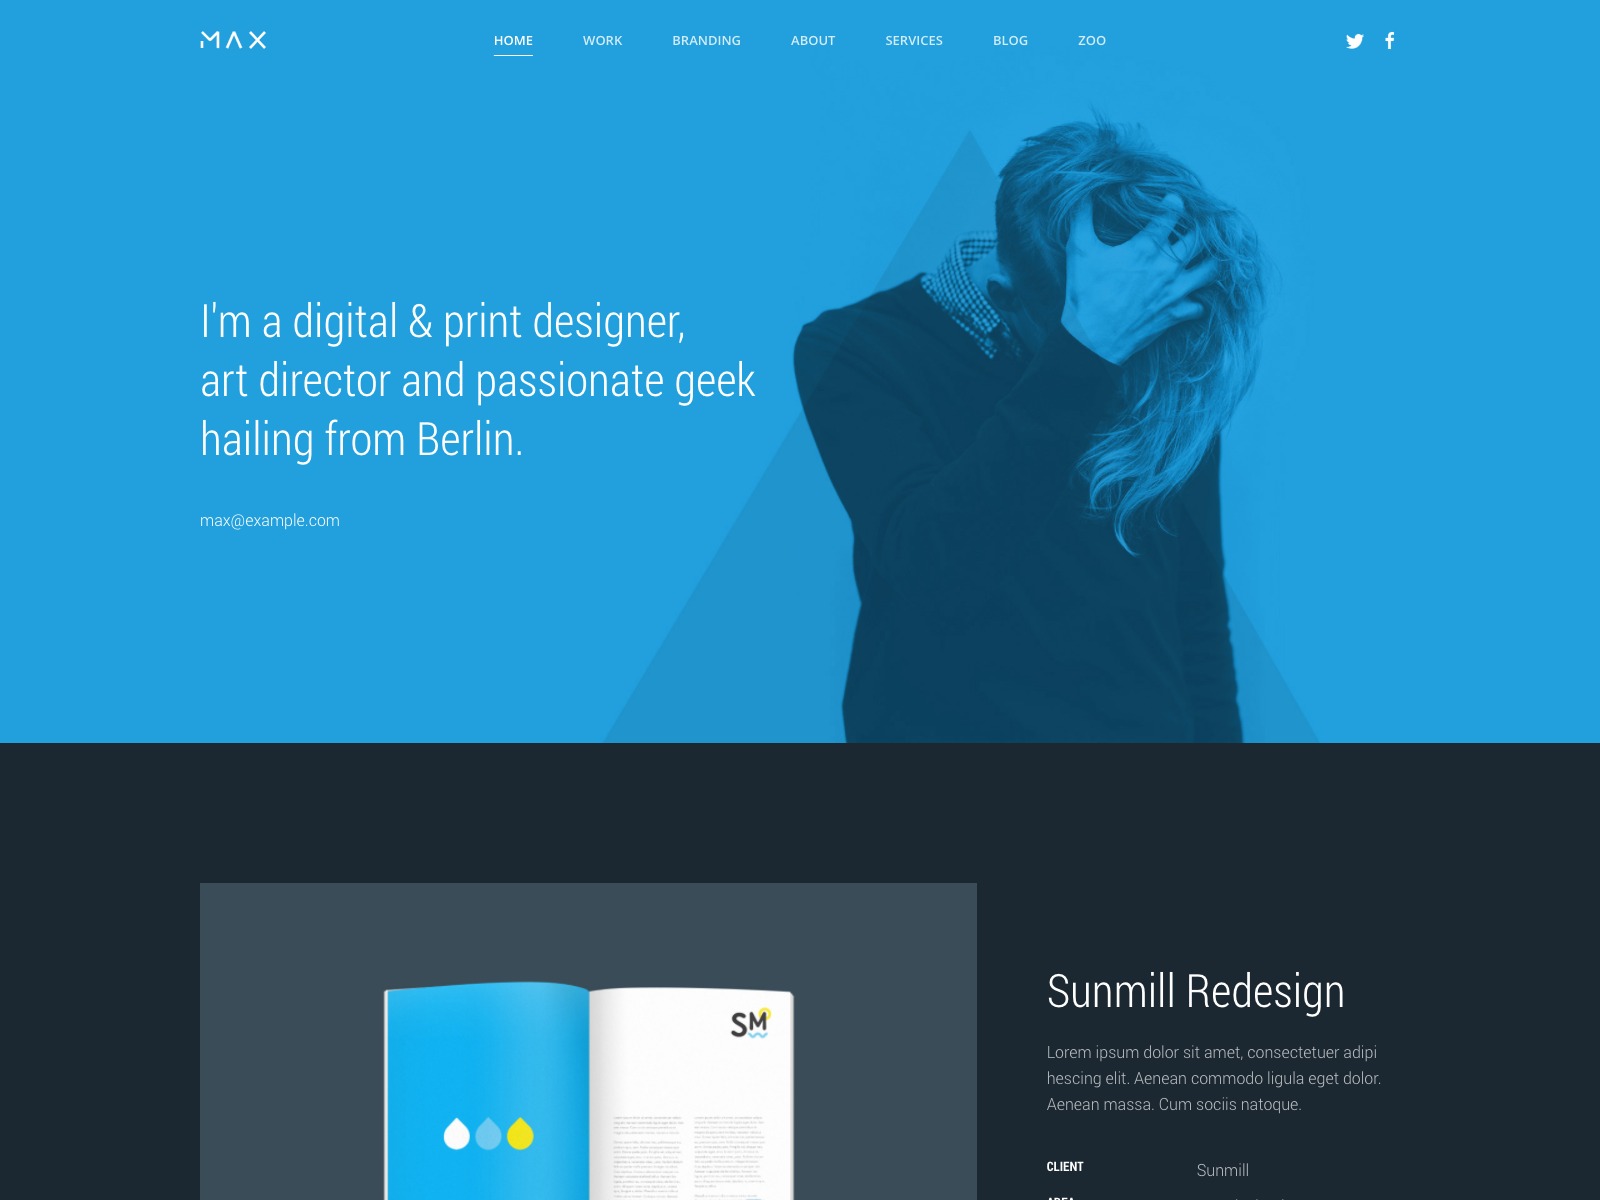 MAX
HOME WORK BRANDING ABOUT SERVICES BLOG ZOO
I'm a digital & print designer,
art director and passionate geek
hailing from Berlin.
max@example.com
SM
Sunmill Redesign
Lorem ipsum dolor sit amet, consectetuer adipi
hescing elit. Aenean commodo ligula eget dolor.
Aenean massa. Cum sociis natoque.
CLIENT Sunmill